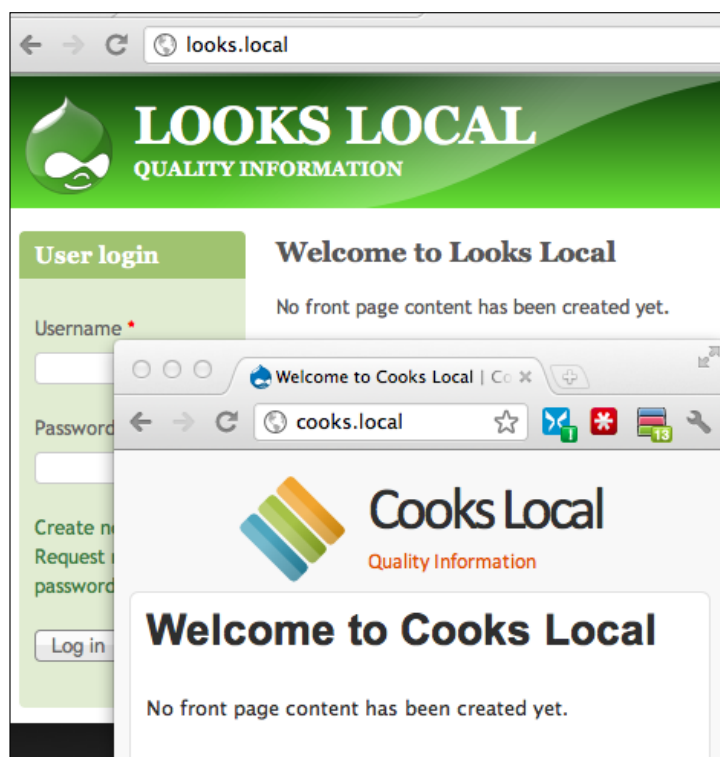 looks.local
LOOKS LOCAL
QUALITY INFORMATION
User login
Welcome to Looks Local
No front page content has been created yet.
Username *
Password
Create
Request
password
Log in
Welcome to Cooks Local | Co
cooks.local
13
Cooks Local
Quality Information
Welcome to Cooks Local
No front page content has been created yet.